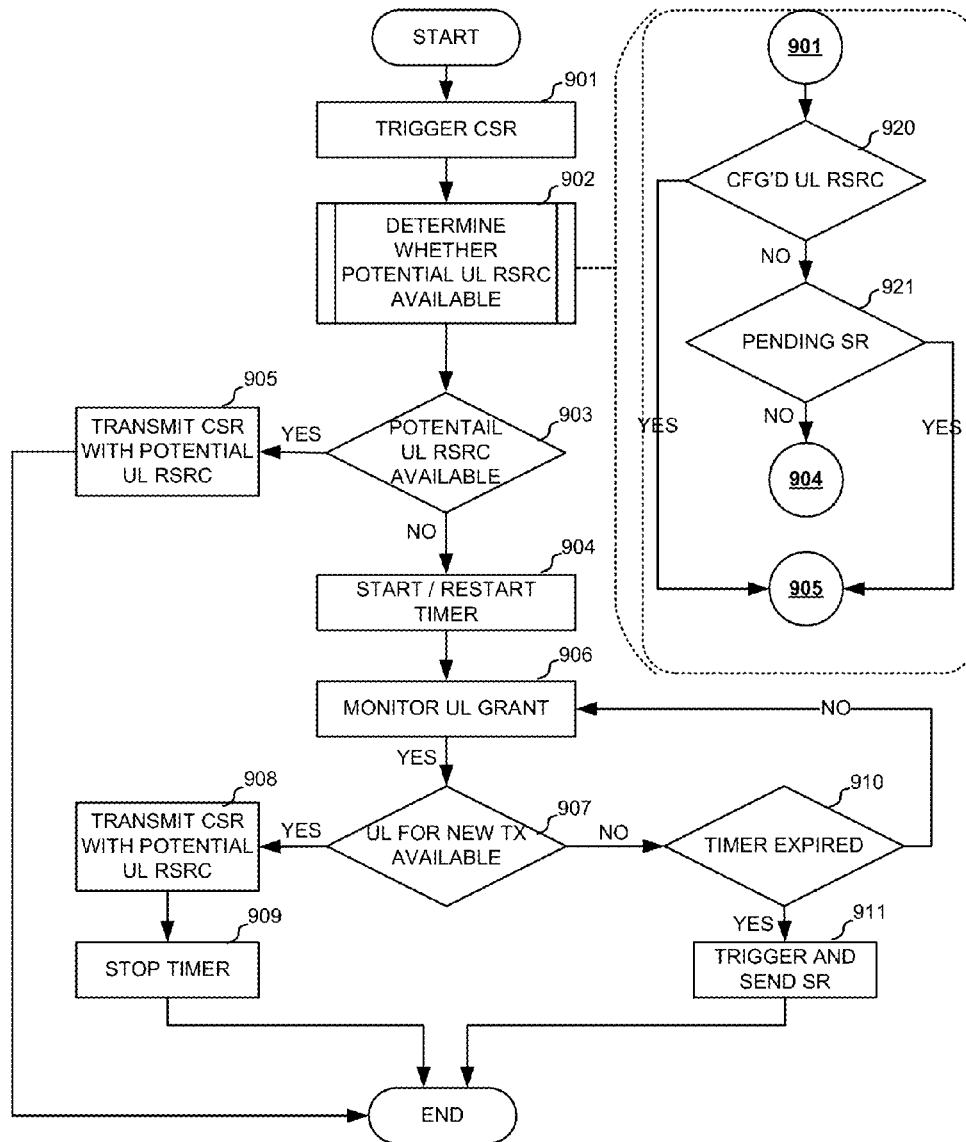 START
901
TRIGGER CSR
902
DETERMINE
WHETHER
POTENTIAL UL RSRC
AVAILABLE
903
POTENTAIL
UL RSRC
AVAILABLE
YES
905
TRANSMIT CSR
WITH POTENTIAL
UL RSRC
NO
904
START / RESTART
TIMER
906
MONITOR UL GRANT
YES
907
UL FOR NEW TX
AVAILABLE
YES
908
TRANSMIT CSR
WITH POTENTIAL
UL RSRC
909
STOP TIMER
NO
910
TIMER EXPIRED
NO
YES
911
TRIGGER AND
SEND SR
END
901
920
CFG'D UL RSRC
NO
921
PENDING SR
YES
NO
YES
904
905